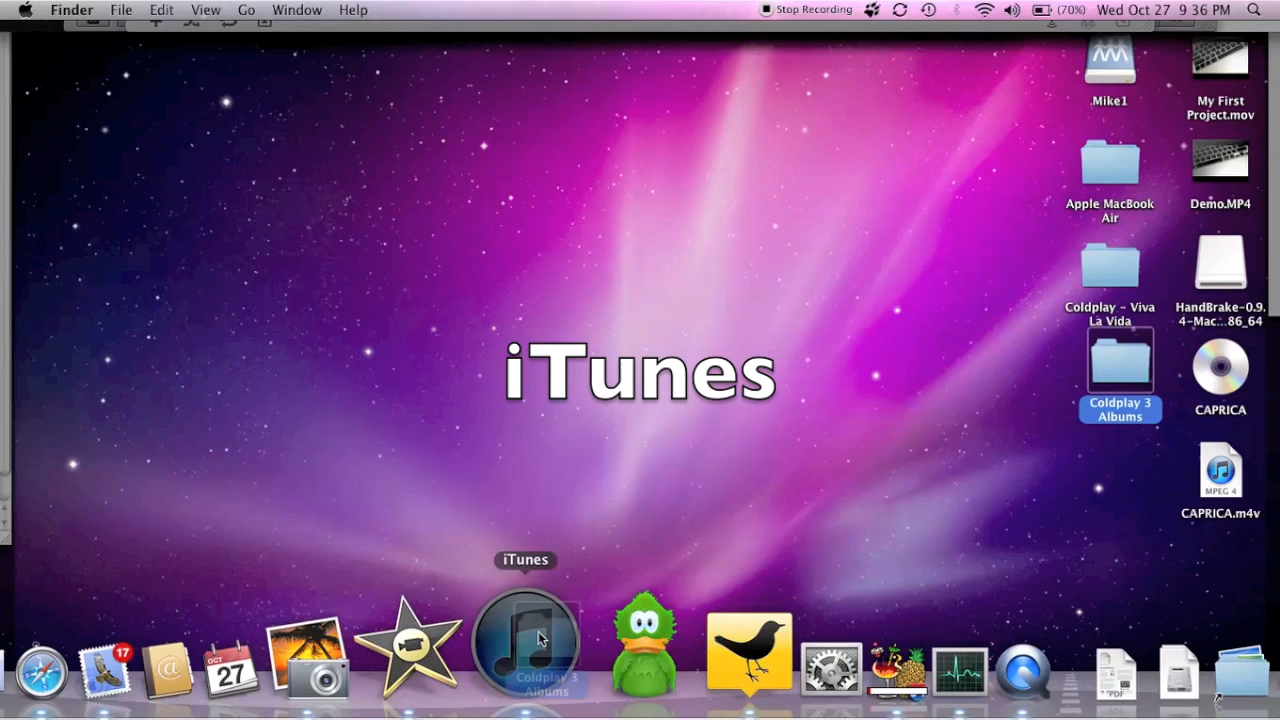 Finder File Edit View Go Window Help
Stop Recording (70%) Wed Oct 27 9:36 PM
Mike1
My First
Project.mov
Apple MacBook
Air
Demo.MP4
Coldplay - Viva
La Vida
HandBrake-0.9.
4-Mac...86_64
iTunes
Coldplay 3
Albums
CAPRICA
MPEG 4
CAPRICA.m4v
iTunes
17
@
OCT
27
Coldplay 3
Albums
PDF